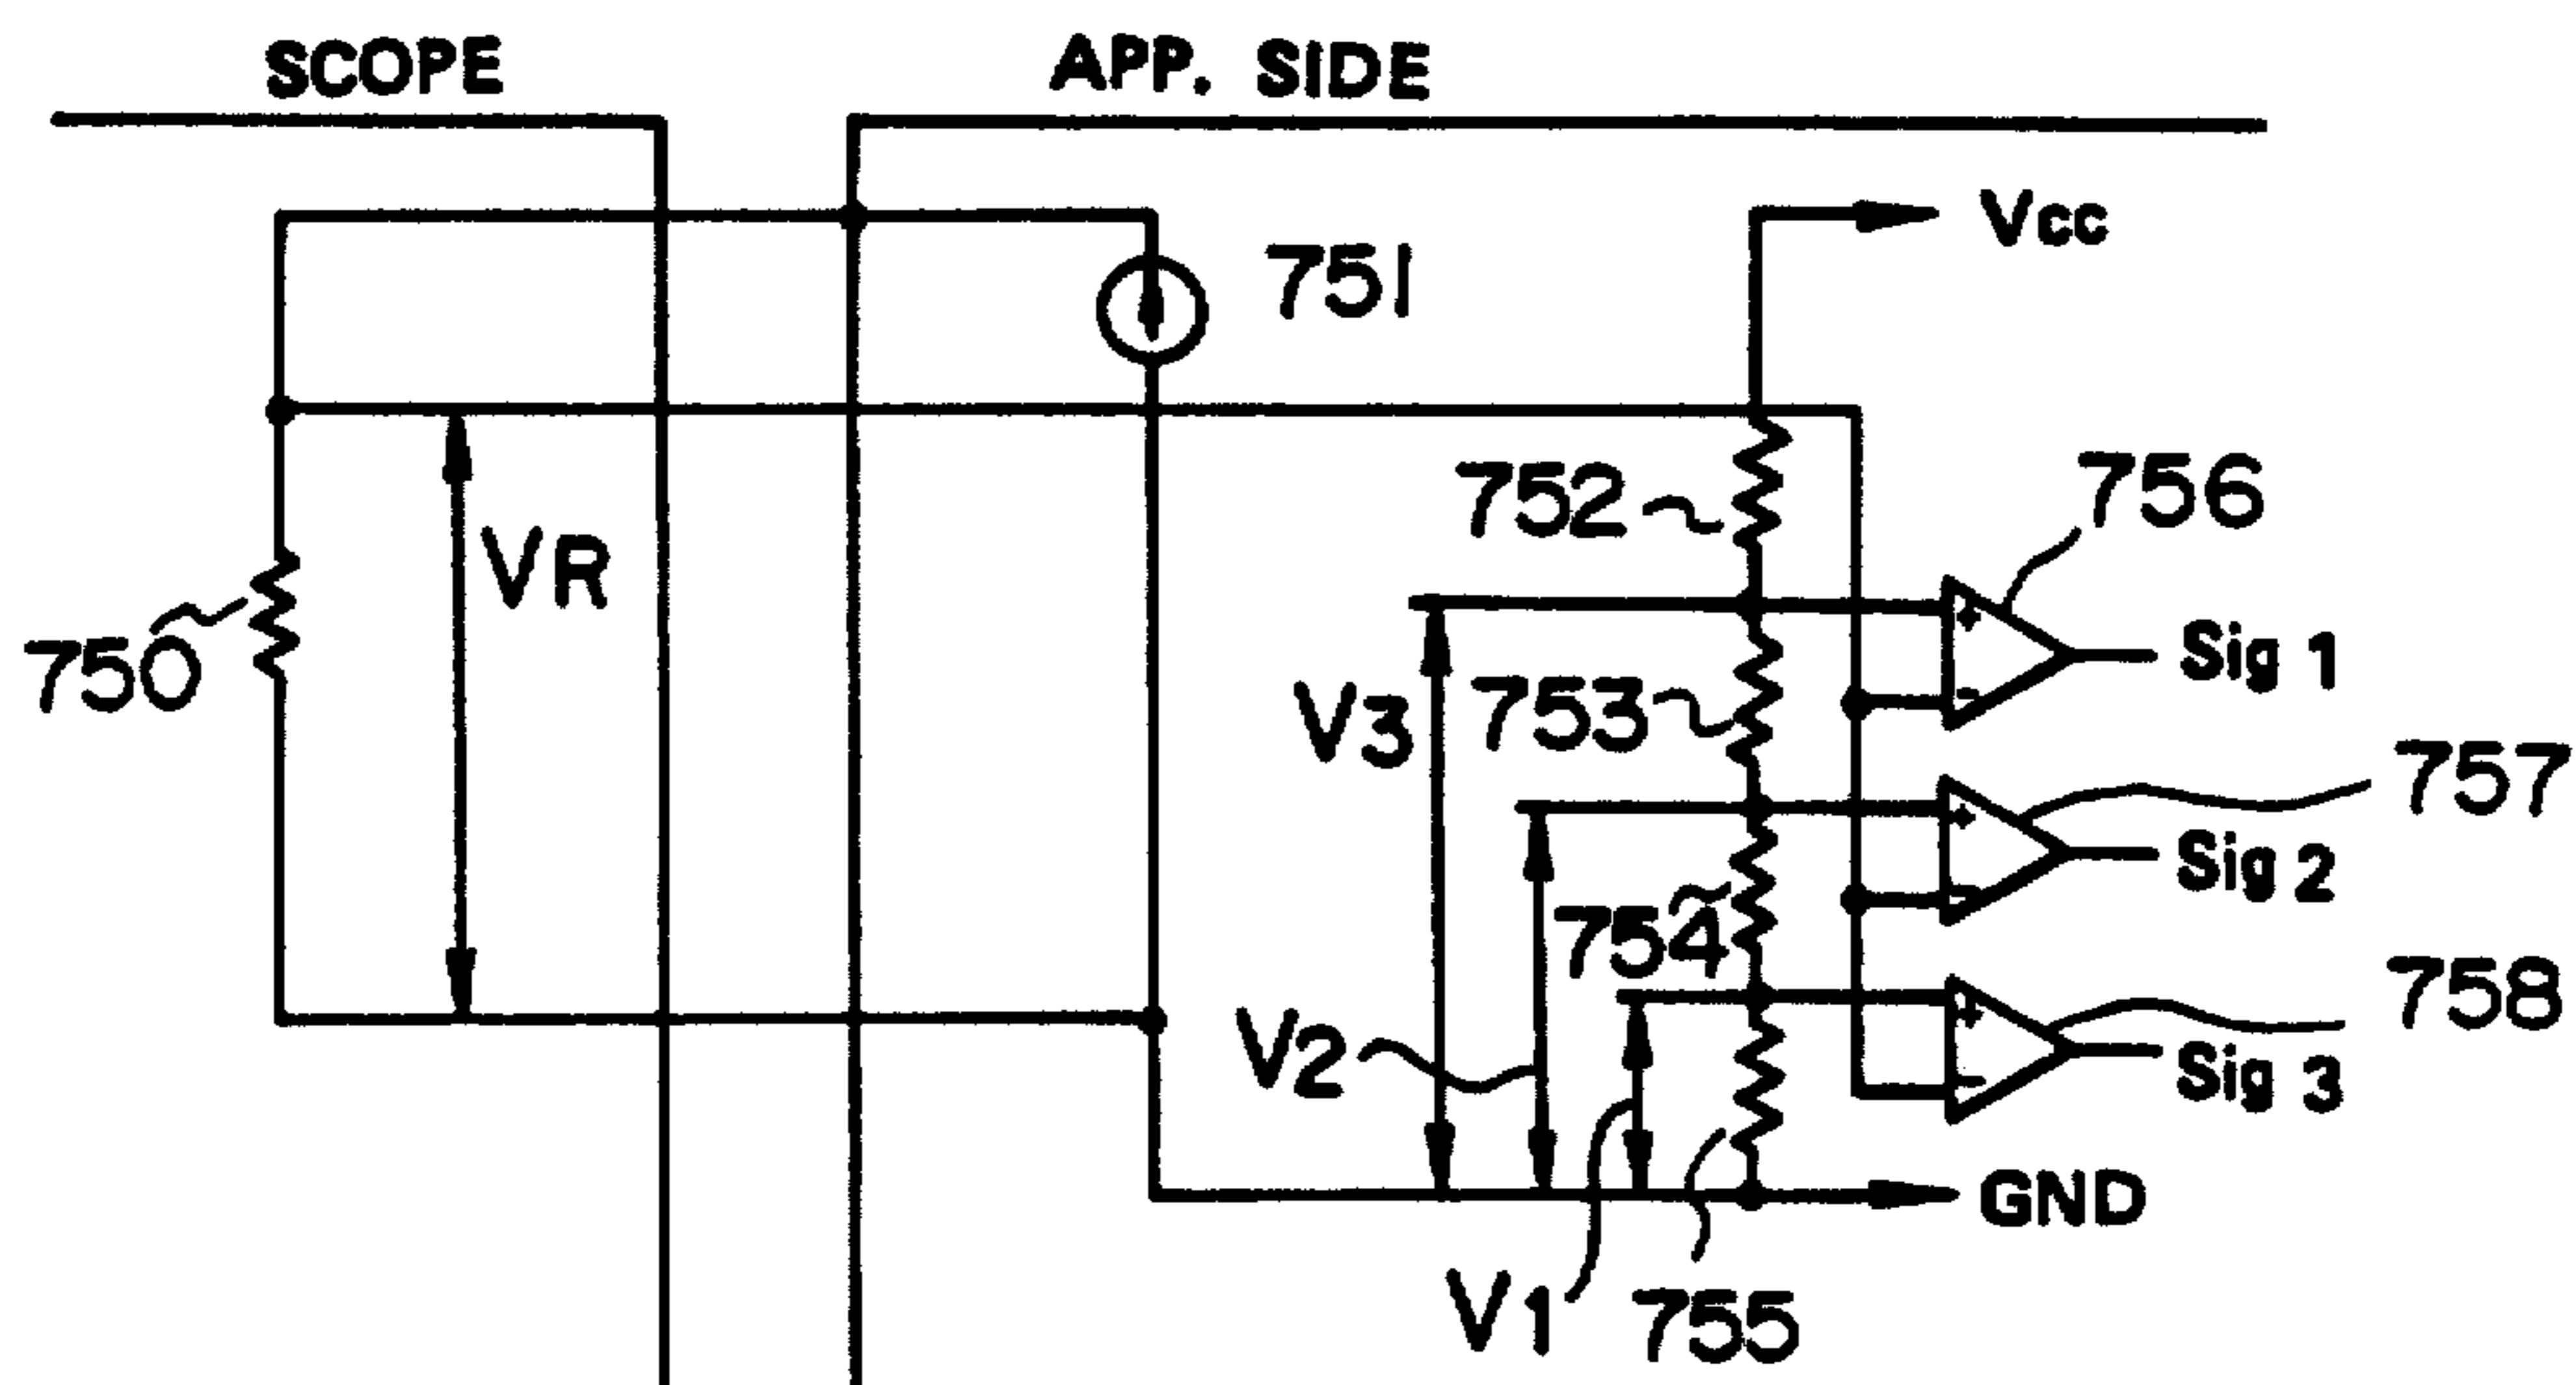 SCOPE
APP. SIDE
Vcc
751
752
756
VR
750
Sig 1
V3
753
757
Sig 2
754
758
V2
Sig 3
GND
V1
755